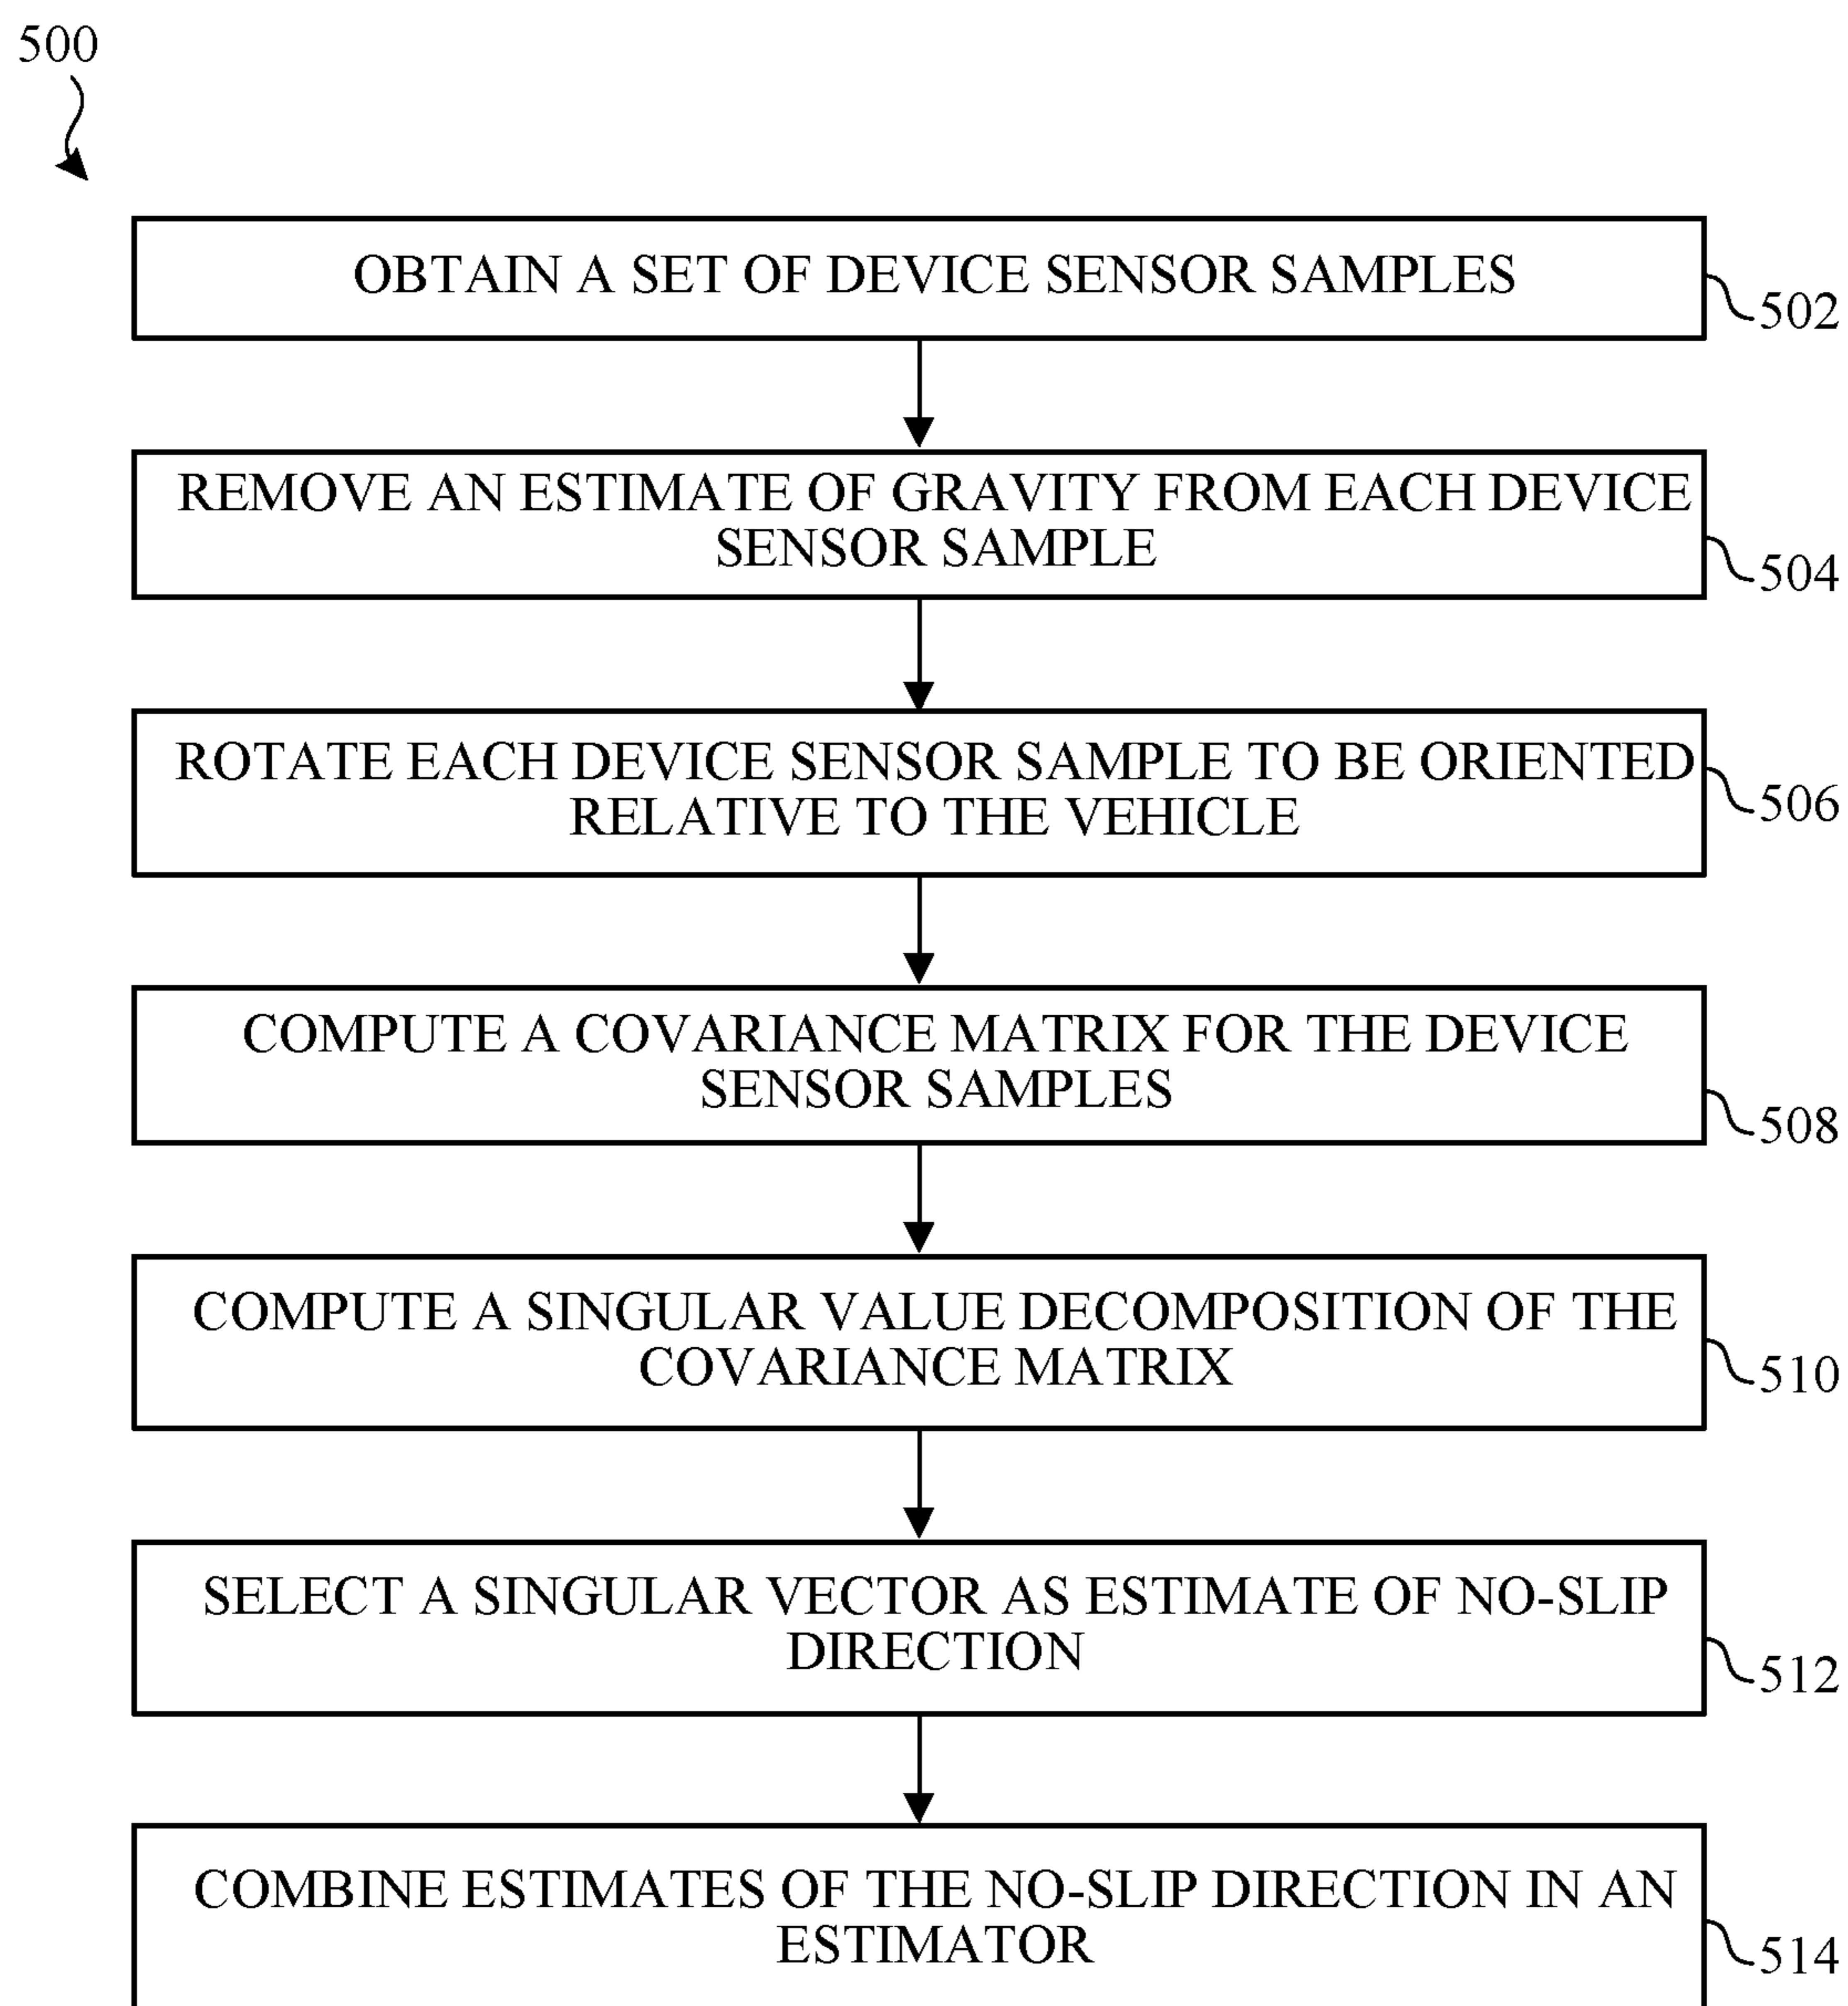 500
OBTAIN A SET OF DEVICE SENSOR SAMPLES
502
REMOVE AN ESTIMATE OF GRAVITY FROM EACH DEVICE
SENSOR SAMPLE
504
ROTATE EACH DEVICE SENSOR SAMPLE TO BE ORIENTED
RELATIVE TO THE VEHICLE
506
COMPUTE A COVARIANCE MATRIX FOR THE DEVICE
SENSOR SAMPLES
508
COMPUTE A SINGULAR VALUE DECOMPOSITION OF THE
COVARIANCE MATRIX
510
SELECT A SINGULAR VECTOR AS ESTIMATE OF NO-SLIP
DIRECTION
512
COMBINE ESTIMATES OF THE NO-SLIP DIRECTION IN AN
ESTIMATOR
514